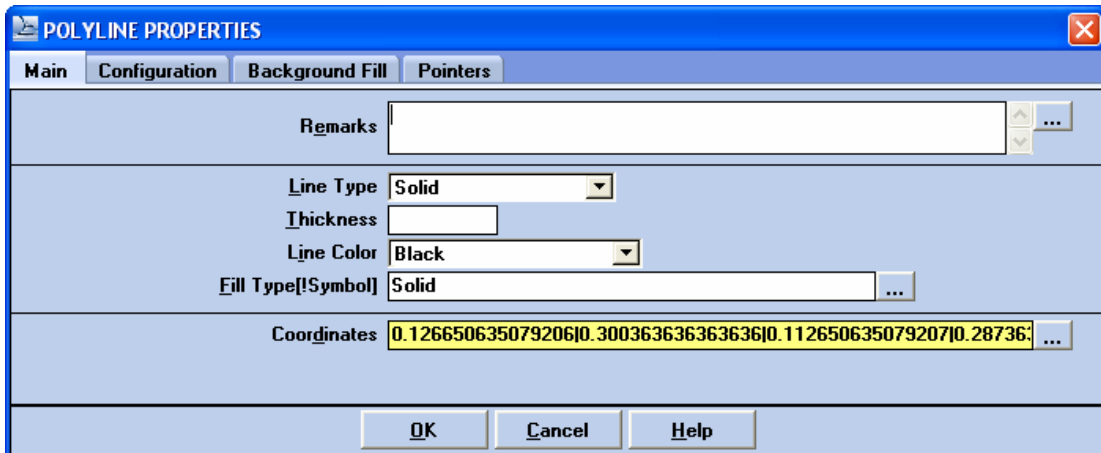 POLYLINE PROPERTIES
Main Configuration Background Fill Pointers
Remarks ...
Line Type Solid
Thickness
Line Color Black
Fill Type[!Symbol] Solid ...
Coordinates 0.126650635079206|0.300363636363636|0.112650635079207|0.28736 ...
OK Cancel Help